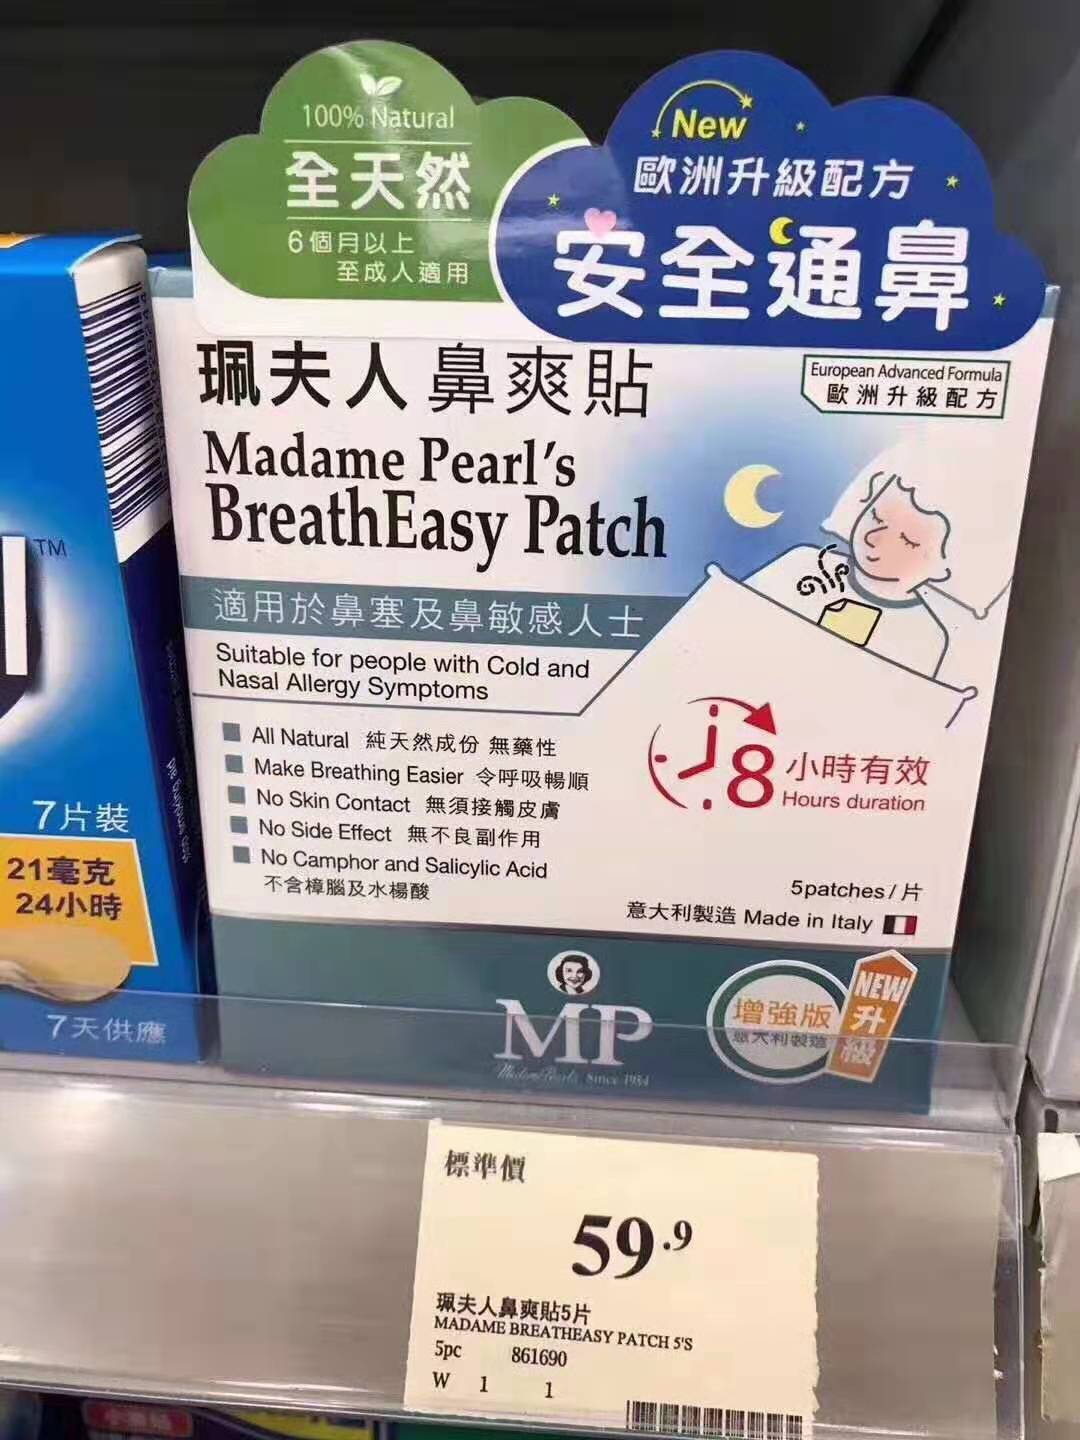 100% Natural
全天然
6個月以上
至成人適用
New
歐洲升級配方
安全通鼻
珮夫人鼻爽貼
European Advanced Formula
歐洲升級配方
Madame Pearl's
BreathEasy Patch
適用於鼻塞及鼻敏感人士
Suitable for people with Cold and
Nasal Allergy Symptoms
All Natural 純天然成份 無藥性
Make Breathing Easier 令呼吸暢順
No Skin Contact 無須接觸皮膚
No Side Effect 無不良副作用
No Camphor and Salicylic Acid
不含樟腦及水楊酸
8小時有效
Hours duration
5patches/片
意大利製造 Made in Italy
MP
Madame Pearl's Since 1934
增強版
意大利製造
NEW
升級
TM
7片裝
21毫克
24小時
7天供應
標準價
59.9
珮夫人鼻爽貼5片
MADAME BREATHEASY PATCH 5'S
5pc 861690
W 1 1